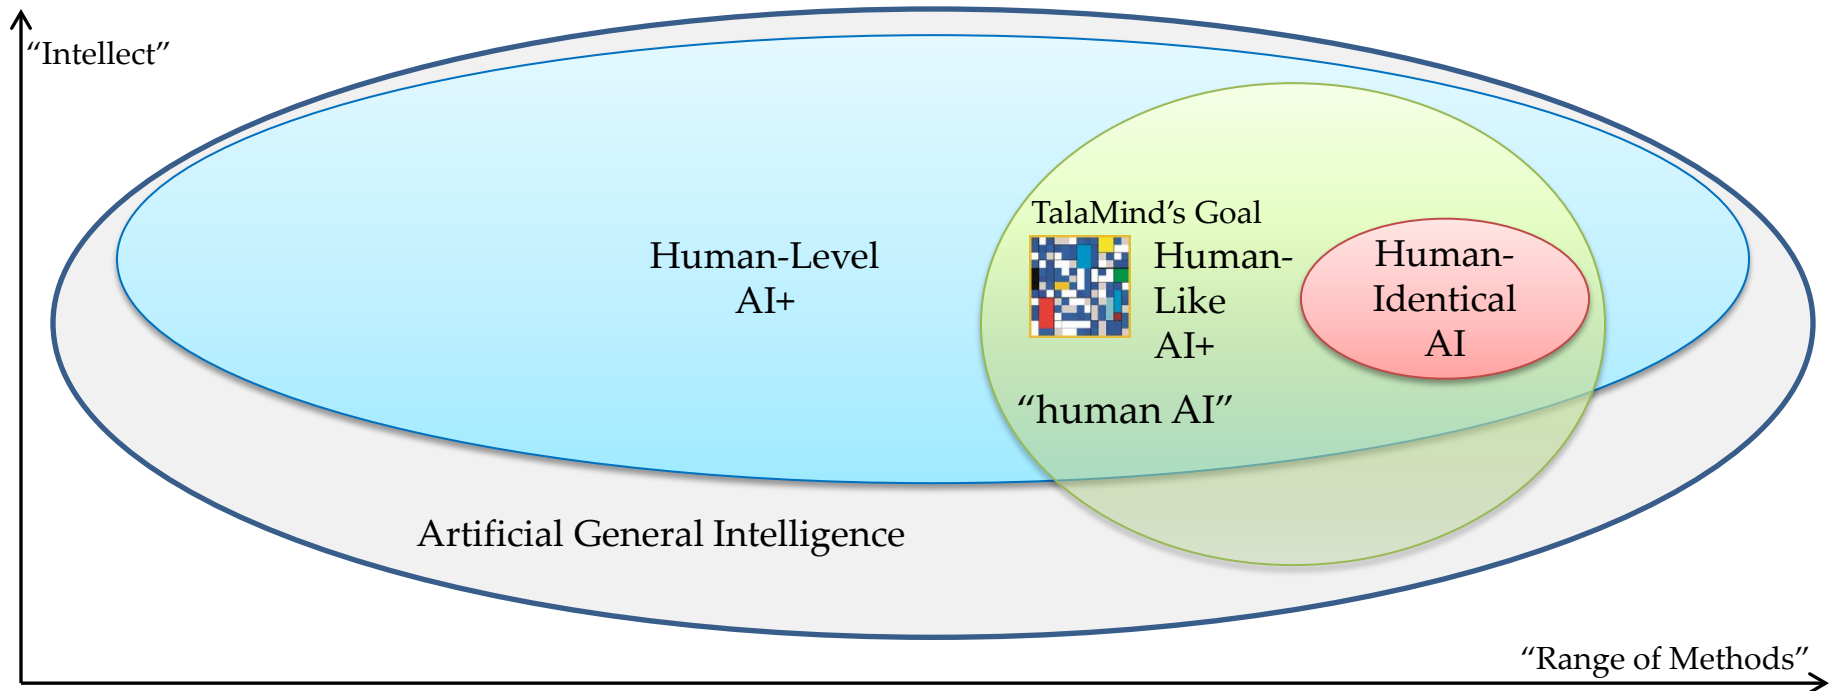 “Intellect”
TalaMind’s Goal
Human-Level
AI+
Human-
Like
AI+
Human-
Identical
AI
“human AI”
Artificial General Intelligence
“Range of Methods”